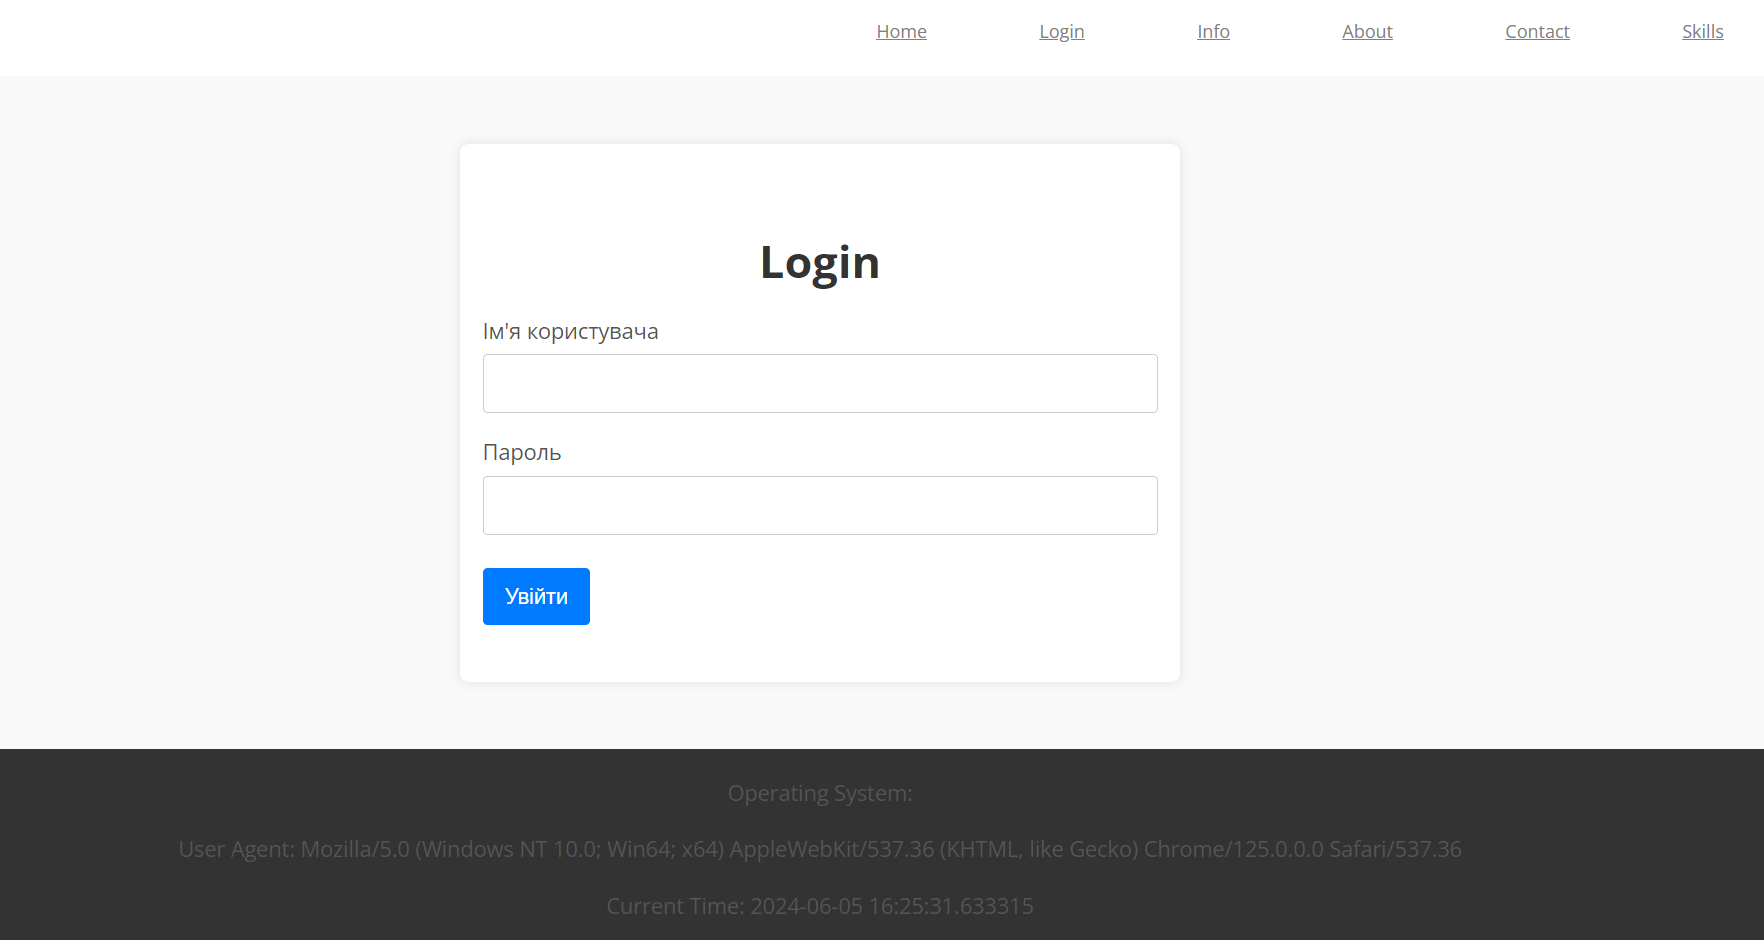 Home Login Info About Contact Skills
Login
Ім'я користувача
Пароль
Увійти
Operating System:
User Agent: Mozilla/5.0 (Windows NT 10.0; Win64; x64) AppleWebKit/537.36 (KHTML, like Gecko) Chrome/125.0.0.0 Safari/537.36
Current Time: 2024-06-05 16:25:31.633315